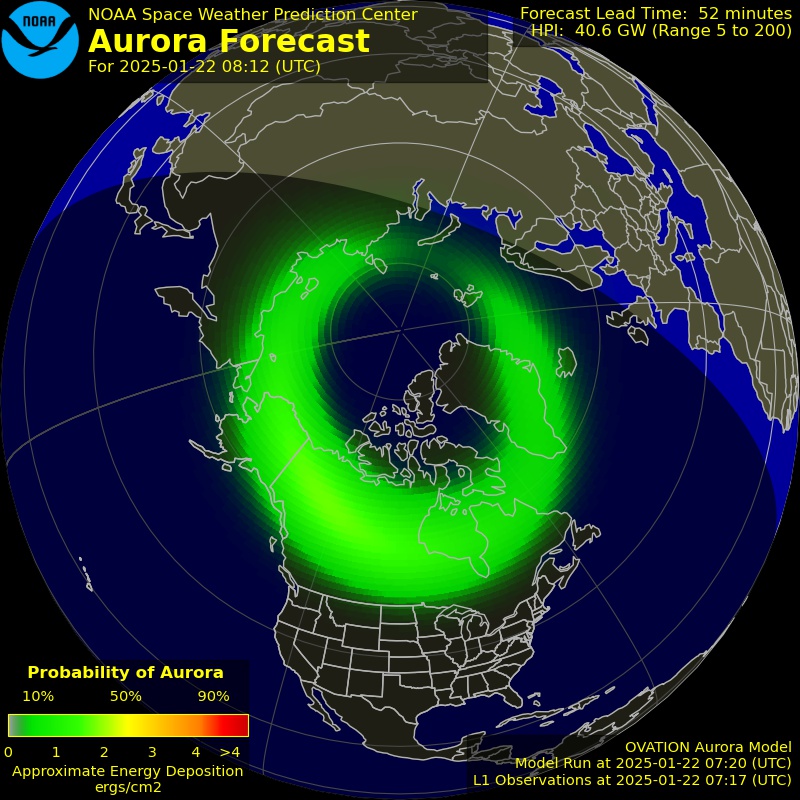 NOAA
NOAA Space Weather Prediction Center
Aurora Forecast
For 2025-01-22 08:12 (UTC)
Forecast Lead Time: 52 minutes
HPI: 40.6 GW (Range 5 to 200)
Probability of Aurora
10% 50% 90%
0 1 2 3 4 >4
Approximate Energy Deposition
ergs/cm2
OVATION Aurora Model
Model Run at 2025-01-22 07:20 (UTC)
L1 Observations at 2025-01-22 07:17 (UTC)